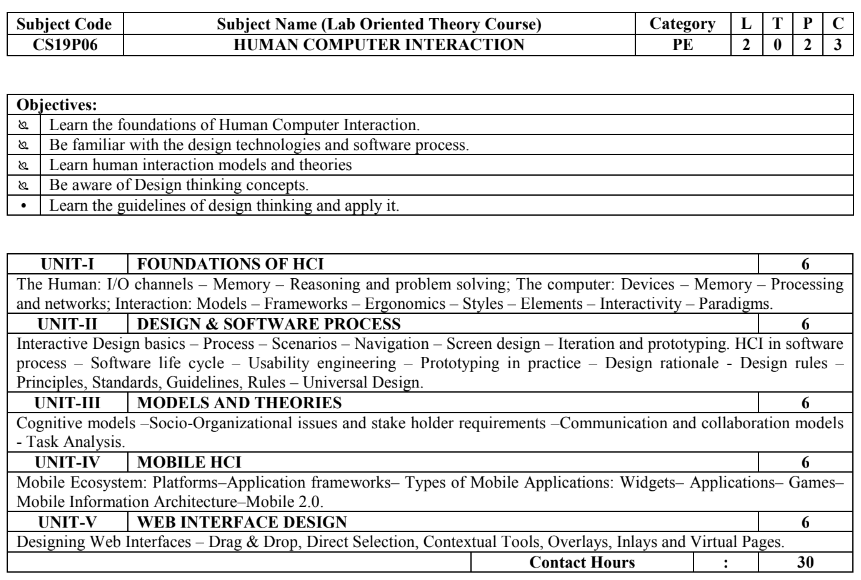 Subject Code Subject Name (Lab Oriented Theory Course) Category L T P C
CS19P06 HUMAN COMPUTER INTERACTION PE 2 0 2 3
Objectives:
Learn the foundations of Human Computer Interaction.
Be familiar with the design technologies and software process.
Learn human interaction models and theories
Be aware of Design thinking concepts.
• Learn the guidelines of design thinking and apply it.
UNIT-I FOUNDATIONS OF HCI 6
The Human: I/O channels – Memory – Reasoning and problem solving; The computer: Devices – Memory – Processing
and networks; Interaction: Models – Frameworks – Ergonomics – Styles – Elements – Interactivity – Paradigms.
UNIT-II DESIGN & SOFTWARE PROCESS 6
Interactive Design basics – Process – Scenarios – Navigation – Screen design – Iteration and prototyping. HCI in software
process – Software life cycle – Usability engineering – Prototyping in practice – Design rationale - Design rules –
Principles, Standards, Guidelines, Rules – Universal Design.
UNIT-III MODELS AND THEORIES 6
Cognitive models –Socio-Organizational issues and stake holder requirements –Communication and collaboration models
- Task Analysis.
UNIT-IV MOBILE HCI 6
Mobile Ecosystem: Platforms–Application frameworks– Types of Mobile Applications: Widgets– Applications– Games–
Mobile Information Architecture–Mobile 2.0.
UNIT-V WEB INTERFACE DESIGN 6
Designing Web Interfaces – Drag & Drop, Direct Selection, Contextual Tools, Overlays, Inlays and Virtual Pages.
Contact Hours : 30